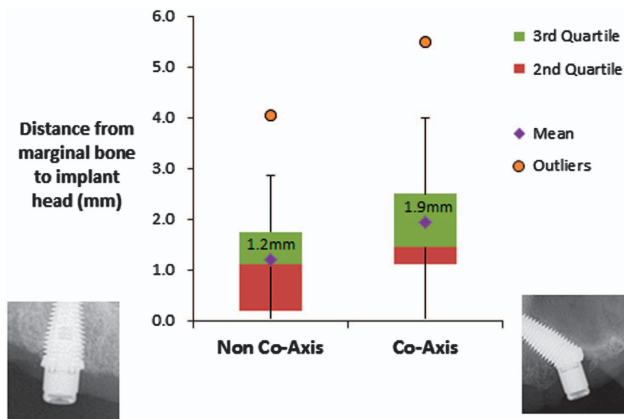 6.0
5.0
4.0
3.0
2.0
1.0
0.0
Distance from
marginal bone
to implant
head (mm)
1.2mm
1.9mm
Non Co-Axis
Co-Axis
3rd Quartile
2nd Quartile
Mean
Outliers